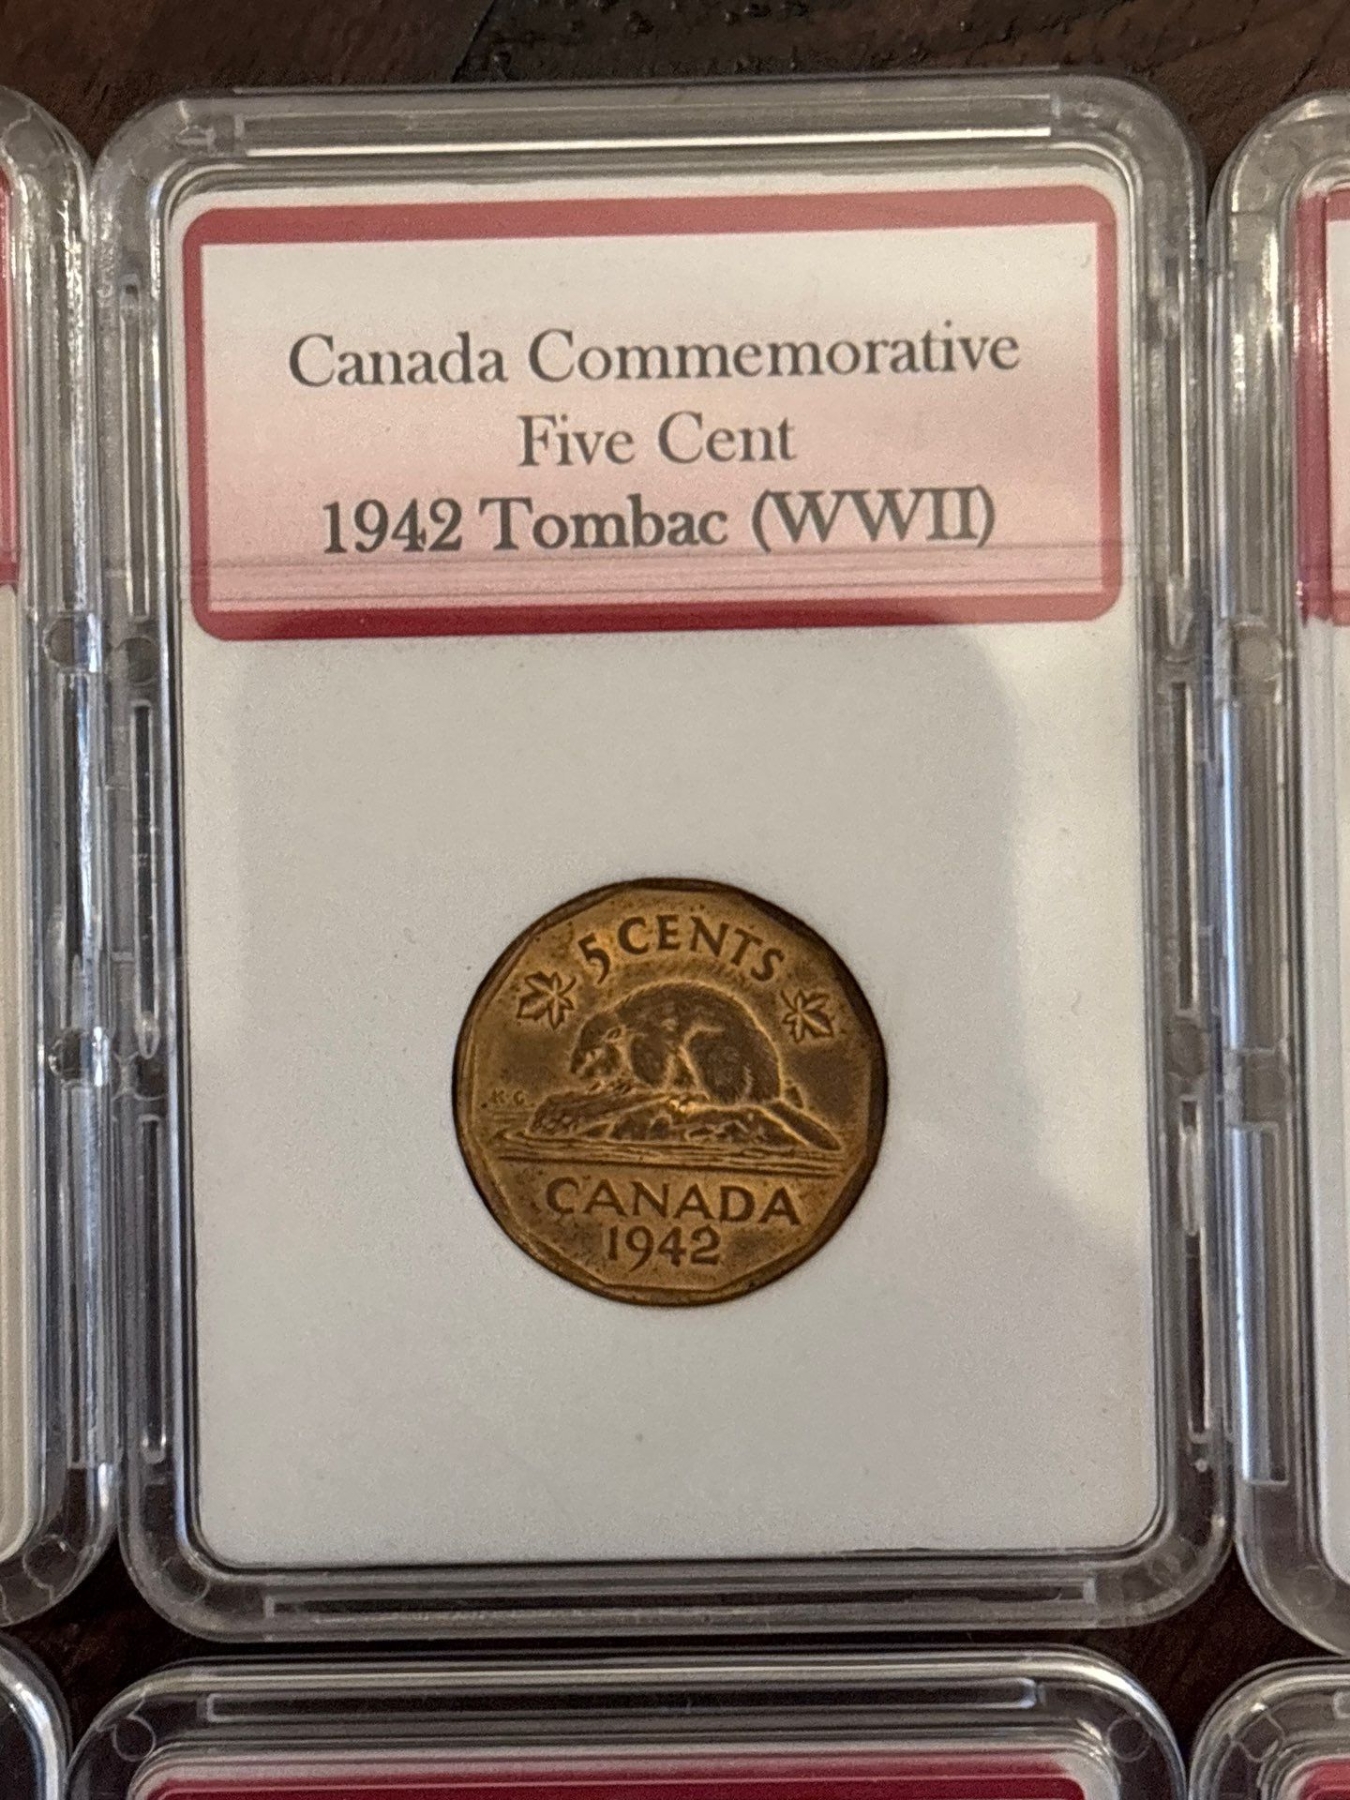 Canada Commemorative
Five Cent
1942 Tombac (WWII)
5 CENTS
K·G
CANADA
1942